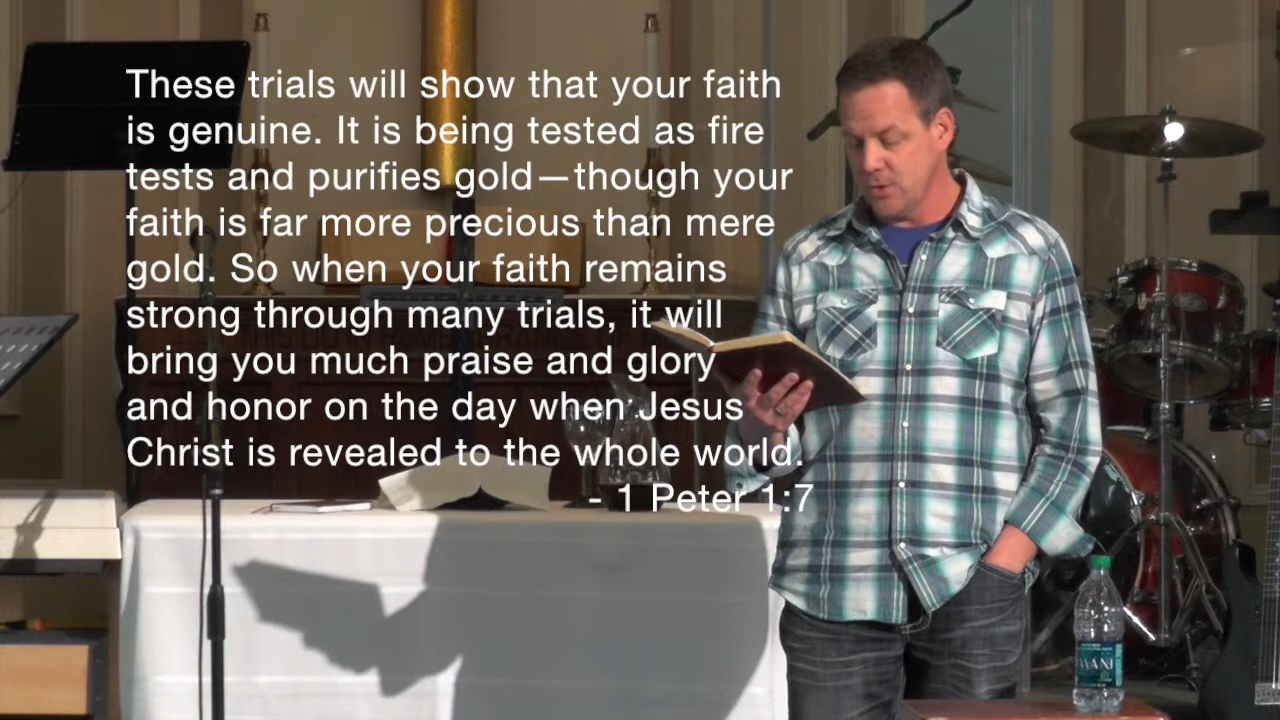 These trials will show that your faith
is genuine. It is being tested as fire
tests and purifies gold—though your
faith is far more precious than mere
gold. So when your faith remains
strong through many trials, it will
bring you much praise and glory
and honor on the day when Jesus
Christ is revealed to the whole world.
- 1 Peter 1:7